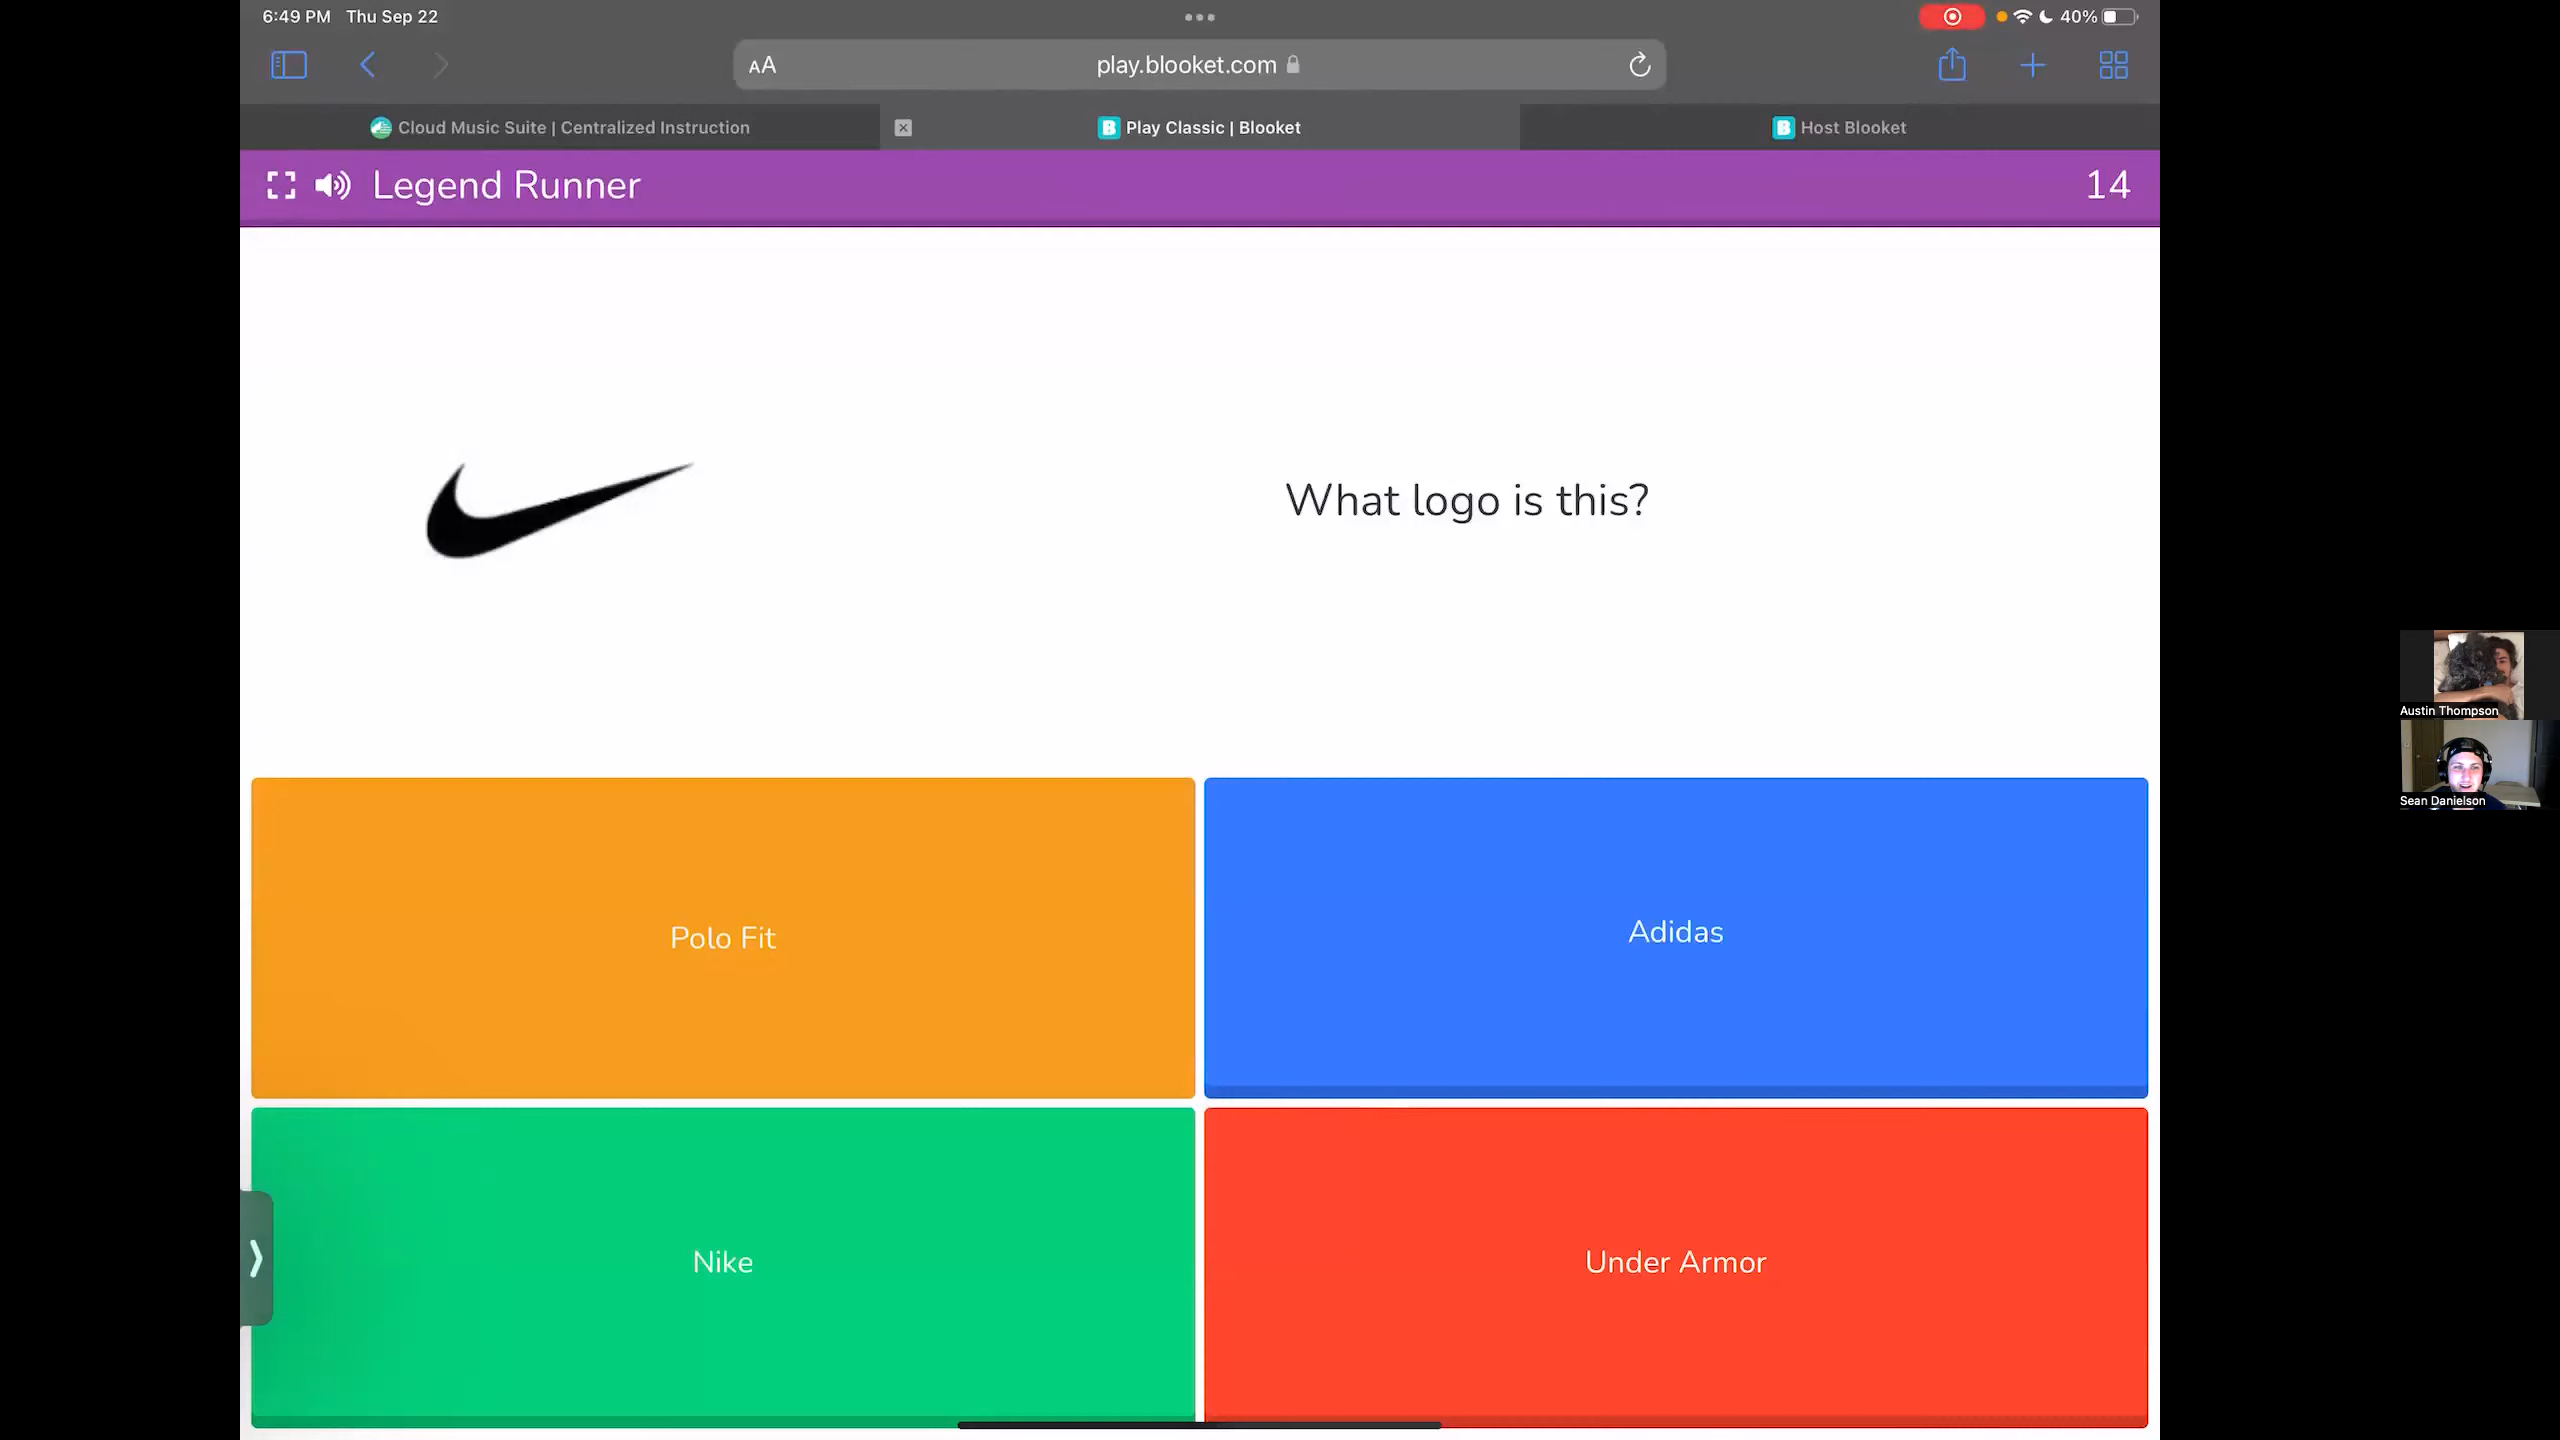 6:49 PM Thu Sep 22
40%
AA
play.blooket.com
Cloud Music Suite | Centralized Instruction
Play Classic | Blooket
Host Blooket
Legend Runner
14
What logo is this?
Polo Fit
Adidas
Nike
Under Armor
Austin Thompson
Sean Danielson